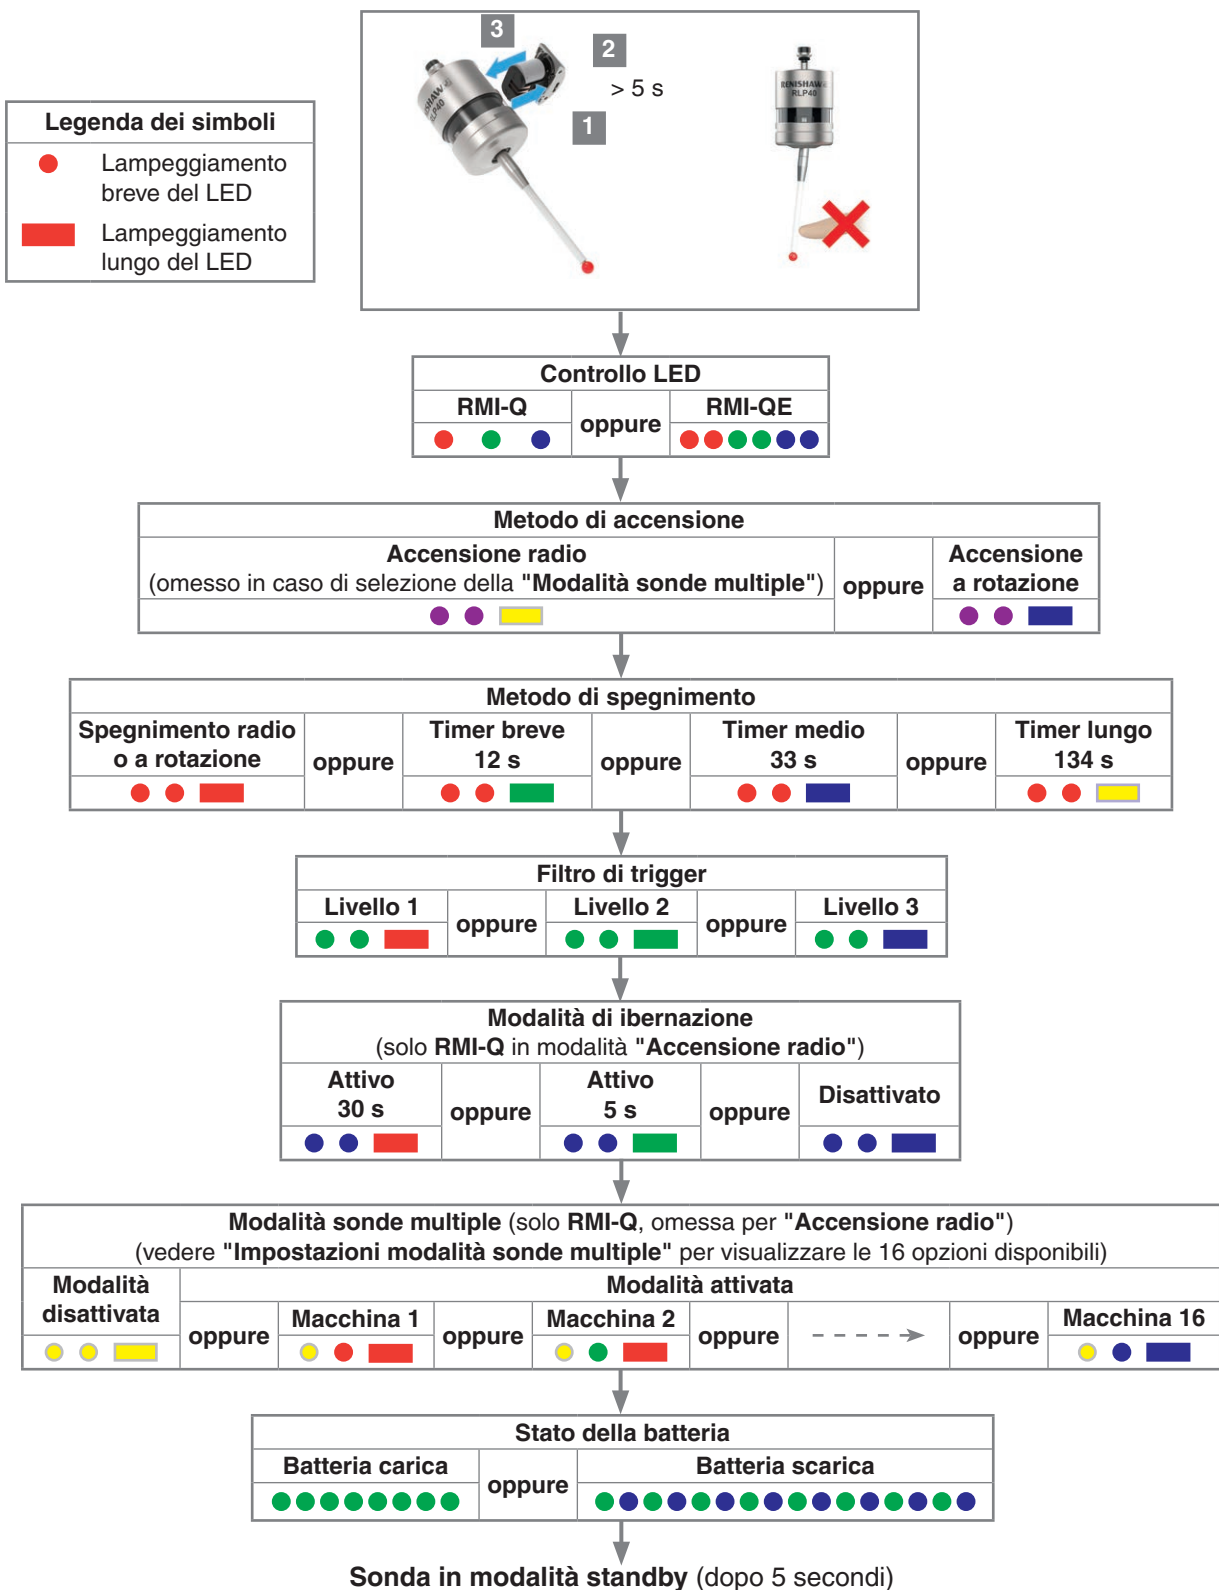 3
2
> 5 s
1
RENISHAW
RLP40
RENISHAW
RLP40
Legenda dei simboli
Lampeggiamento
breve del LED
Lampeggiamento
lungo del LED
Controllo LED
RMI-Q
oppure
RMI-QE
Metodo di accensione
Accensione radio
(omesso in caso di selezione della "Modalità sonde multiple")
oppure
Accensione
a rotazione
Metodo di spegnimento
Spegnimento radio
o a rotazione
oppure
Timer breve
12 s
oppure
Timer medio
33 s
oppure
Timer lungo
134 s
Filtro di trigger
Livello 1
oppure
Livello 2
oppure
Livello 3
Modalità di ibernazione
(solo RMI-Q in modalità "Accensione radio")
Attivo
30 s
oppure
Attivo
5 s
oppure
Disattivato
Modalità sonde multiple (solo RMI-Q, omessa per "Accensione radio")
(vedere "Impostazioni modalità sonde multiple" per visualizzare le 16 opzioni disponibili)
Modalità
disattivata
Modalità attivata
oppure
Macchina 1
oppure
Macchina 2
oppure
oppure
Macchina 16
Stato della batteria
Batteria carica
oppure
Batteria scarica
Sonda in modalità standby (dopo 5 secondi)